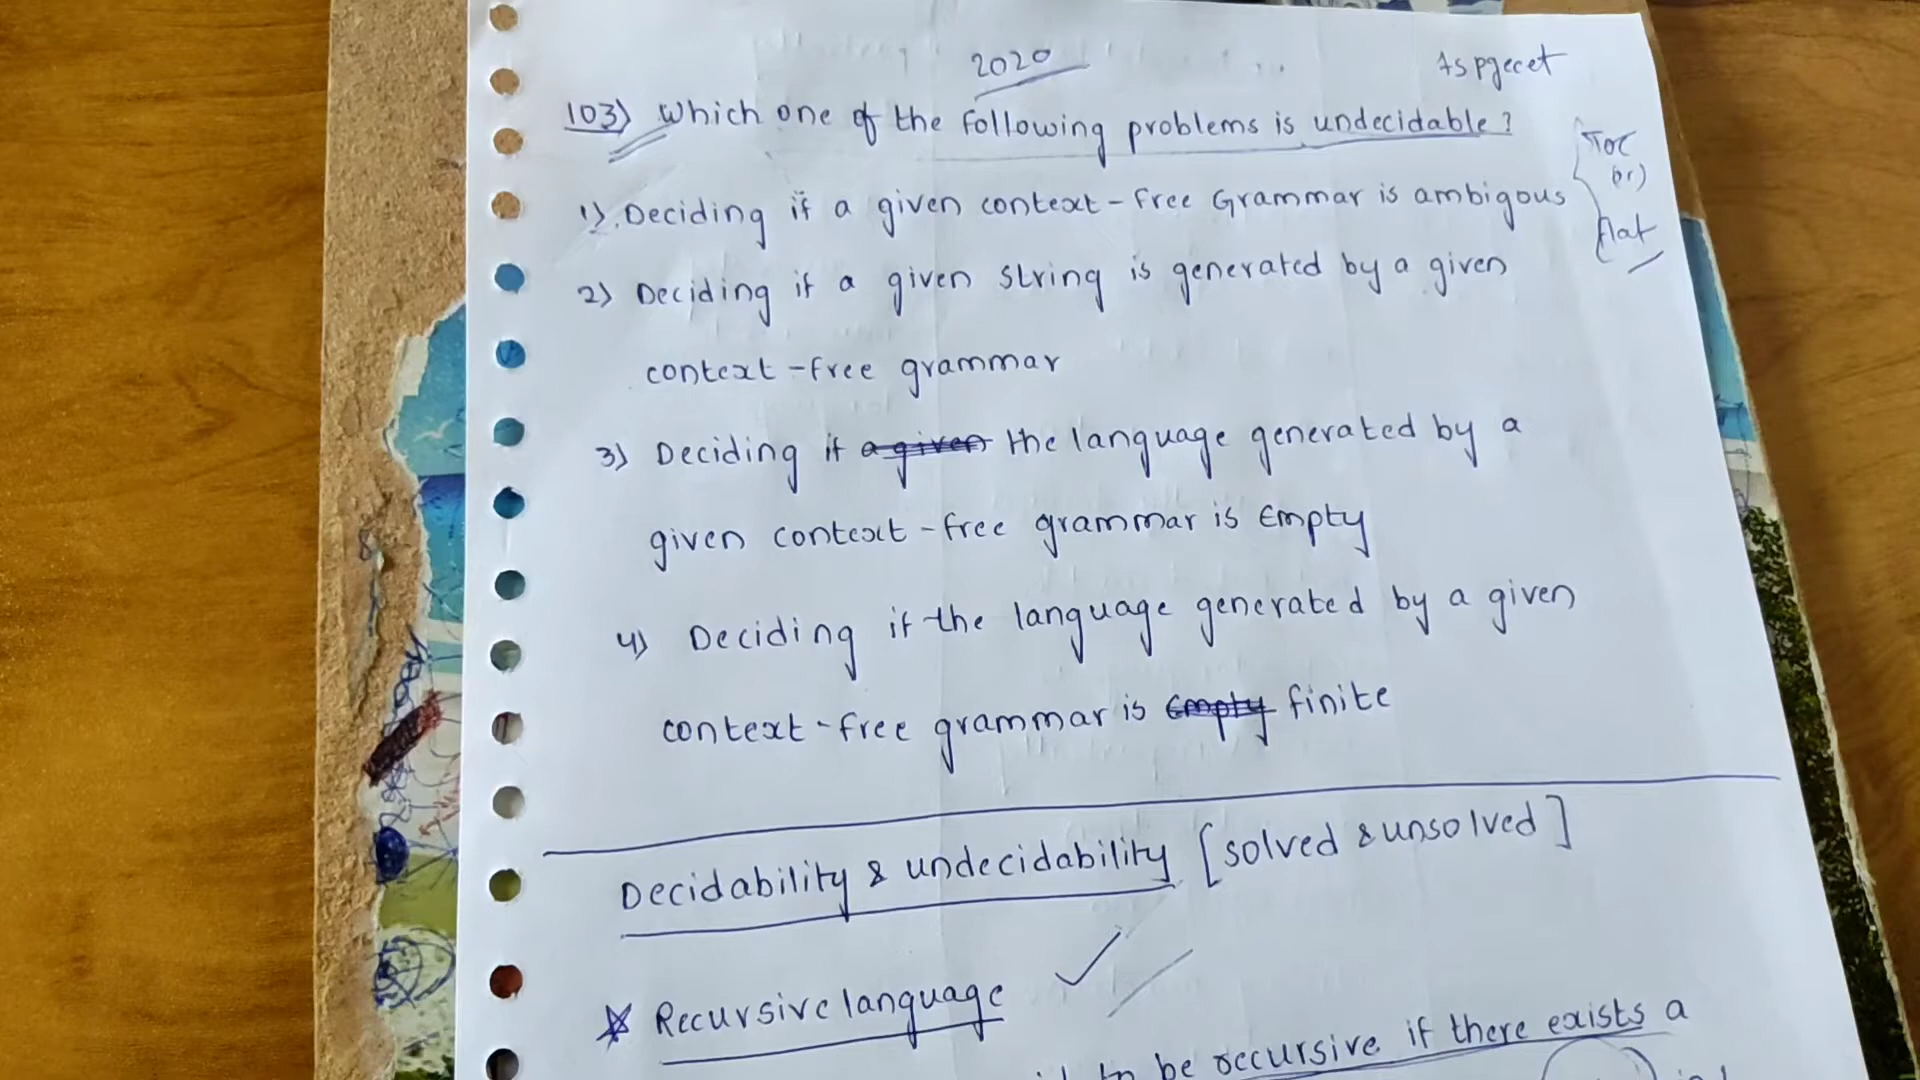 2020
Ts pgecet
103) Which one of the following problems is undecidable?
TOC
(or)
flat
1) Deciding if a given context-free Grammar is ambigous
2) Deciding if a given string is generated by a given
context-free grammar
3) Deciding if a given the language generated by a
given context-free grammar is Empty
4) Deciding if the language generated by a given
context-free grammar is Empty finite
Decidability & undecidability [solved & unsolved]
Recursive language
to be recursive if there exists a